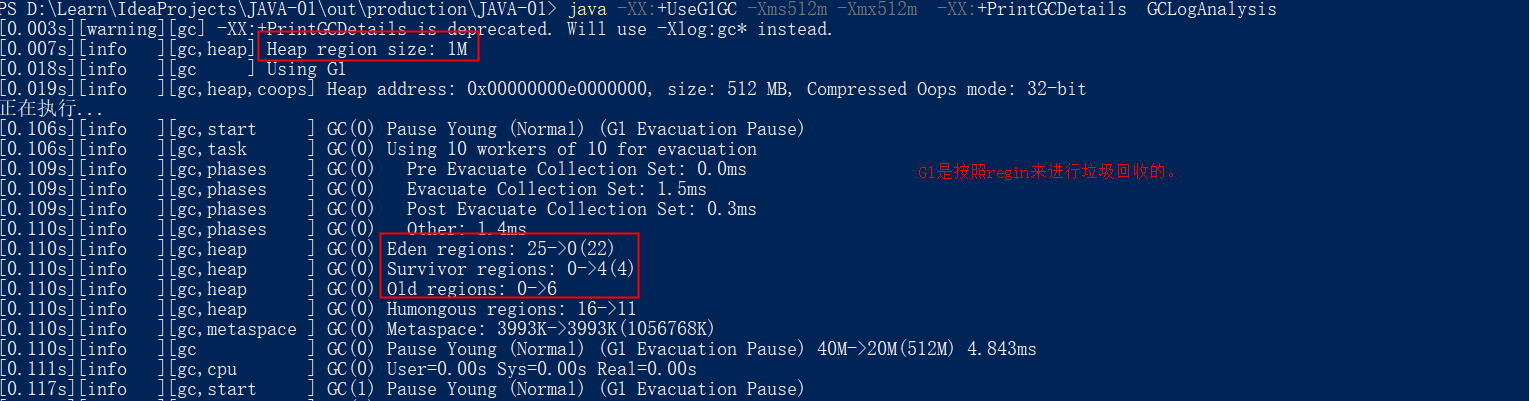 PS D:\Learn\IdeaProjects\JAVA-01\out\production\JAVA-01> java -XX:+UseG1GC -Xms512m -Xmx512m  -XX:+PrintGCDetails  GCLogAnalysis
[0.003s][warning][gc] -XX:+PrintGCDetails is deprecated. Will use -Xlog:gc* instead.
[0.007s][info   ][gc,heap] Heap region size: 1M
[0.018s][info   ][gc     ] Using G1
[0.019s][info   ][gc,heap,coops] Heap address: 0x00000000e0000000, size: 512 MB, Compressed Oops mode: 32-bit
正在执行...
[0.106s][info   ][gc,start     ] GC(0) Pause Young (Normal) (G1 Evacuation Pause)
[0.106s][info   ][gc,task      ] GC(0) Using 10 workers of 10 for evacuation
[0.109s][info   ][gc,phases    ] GC(0)   Pre Evacuate Collection Set: 0.0ms
G1是按照regin来进行垃圾回收的。
[0.109s][info   ][gc,phases    ] GC(0)   Evacuate Collection Set: 1.5ms
[0.109s][info   ][gc,phases    ] GC(0)   Post Evacuate Collection Set: 0.3ms
[0.109s][info   ][gc,phases    ] GC(0)   Other: 1.4ms
[0.110s][info   ][gc,heap      ] GC(0) Eden regions: 25->0(22)
[0.110s][info   ][gc,heap      ] GC(0) Survivor regions: 0->4(4)
[0.110s][info   ][gc,heap      ] GC(0) Old regions: 0->6
[0.110s][info   ][gc,heap      ] GC(0) Humongous regions: 16->11
[0.110s][info   ][gc,metaspace ] GC(0) Metaspace: 3993K->3993K(1056768K)
[0.110s][info   ][gc           ] GC(0) Pause Young (Normal) (G1 Evacuation Pause) 40M->20M(512M) 4.843ms
[0.111s][info   ][gc,cpu       ] GC(0) User=0.00s Sys=0.00s Real=0.00s
[0.117s][info   ][gc,start     ] GC(1) Pause Young (Normal) (G1 Evacuation Pause)